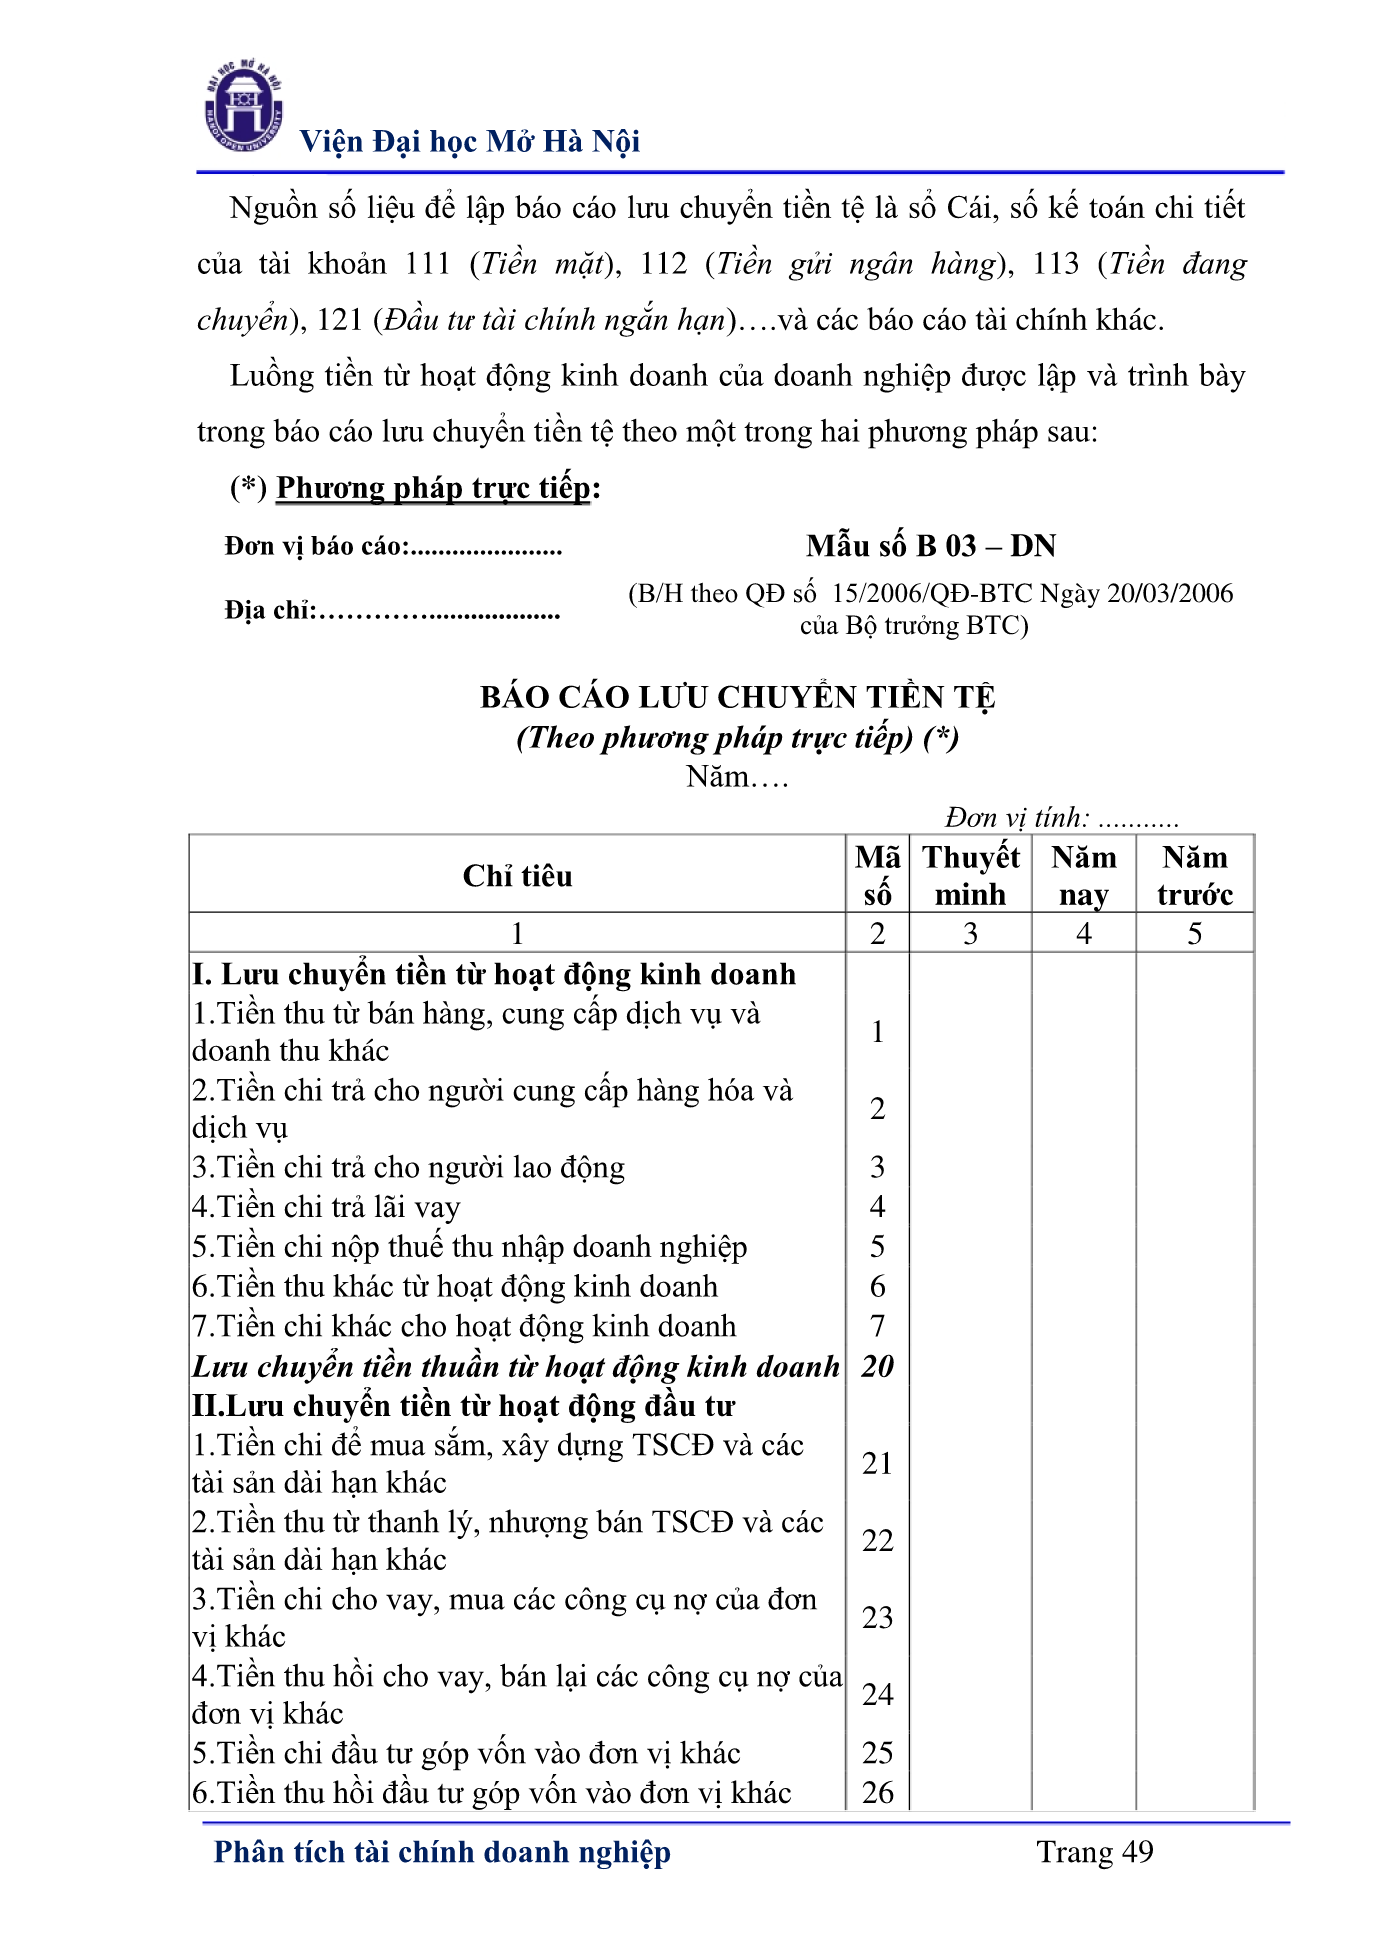 ĐẠI HỌC MỞ HÀ NỘI
HANOI OPEN UNIVERSITY
Viện Đại học Mở Hà Nội
Nguồn số liệu để lập báo cáo lưu chuyển tiền tệ là sổ Cái, số kế toán chi tiết
của tài khoản 111 (Tiền mặt), 112 (Tiền gửi ngân hàng), 113 (Tiền đang
chuyển), 121 (Đầu tư tài chính ngắn hạn)….và các báo cáo tài chính khác.
Luồng tiền từ hoạt động kinh doanh của doanh nghiệp được lập và trình bày
trong báo cáo lưu chuyển tiền tệ theo một trong hai phương pháp sau:
(*) Phương pháp trực tiếp:
Đơn vị báo cáo:...................... Mẫu số B 03 – DN
Địa chỉ:…………................... (B/H theo QĐ số 15/2006/QĐ-BTC Ngày 20/03/2006
của Bộ trưởng BTC)
BÁO CÁO LƯU CHUYỂN TIỀN TỆ
(Theo phương pháp trực tiếp) (*)
Năm….
Đơn vị tính: ...........
Chỉ tiêu Mã số Thuyết minh Năm nay Năm trước
1 2 3 4 5
I. Lưu chuyển tiền từ hoạt động kinh doanh
1.Tiền thu từ bán hàng, cung cấp dịch vụ và
doanh thu khác 1
2.Tiền chi trả cho người cung cấp hàng hóa và
dịch vụ 2
3.Tiền chi trả cho người lao động 3
4.Tiền chi trả lãi vay 4
5.Tiền chi nộp thuế thu nhập doanh nghiệp 5
6.Tiền thu khác từ hoạt động kinh doanh 6
7.Tiền chi khác cho hoạt động kinh doanh 7
Lưu chuyển tiền thuần từ hoạt động kinh doanh 20
II.Lưu chuyển tiền từ hoạt động đầu tư
1.Tiền chi để mua sắm, xây dựng TSCĐ và các
tài sản dài hạn khác 21
2.Tiền thu từ thanh lý, nhượng bán TSCĐ và các
tài sản dài hạn khác 22
3.Tiền chi cho vay, mua các công cụ nợ của đơn
vị khác 23
4.Tiền thu hồi cho vay, bán lại các công cụ nợ của
đơn vị khác 24
5.Tiền chi đầu tư góp vốn vào đơn vị khác 25
6.Tiền thu hồi đầu tư góp vốn vào đơn vị khác 26
Phân tích tài chính doanh nghiệp Trang 49